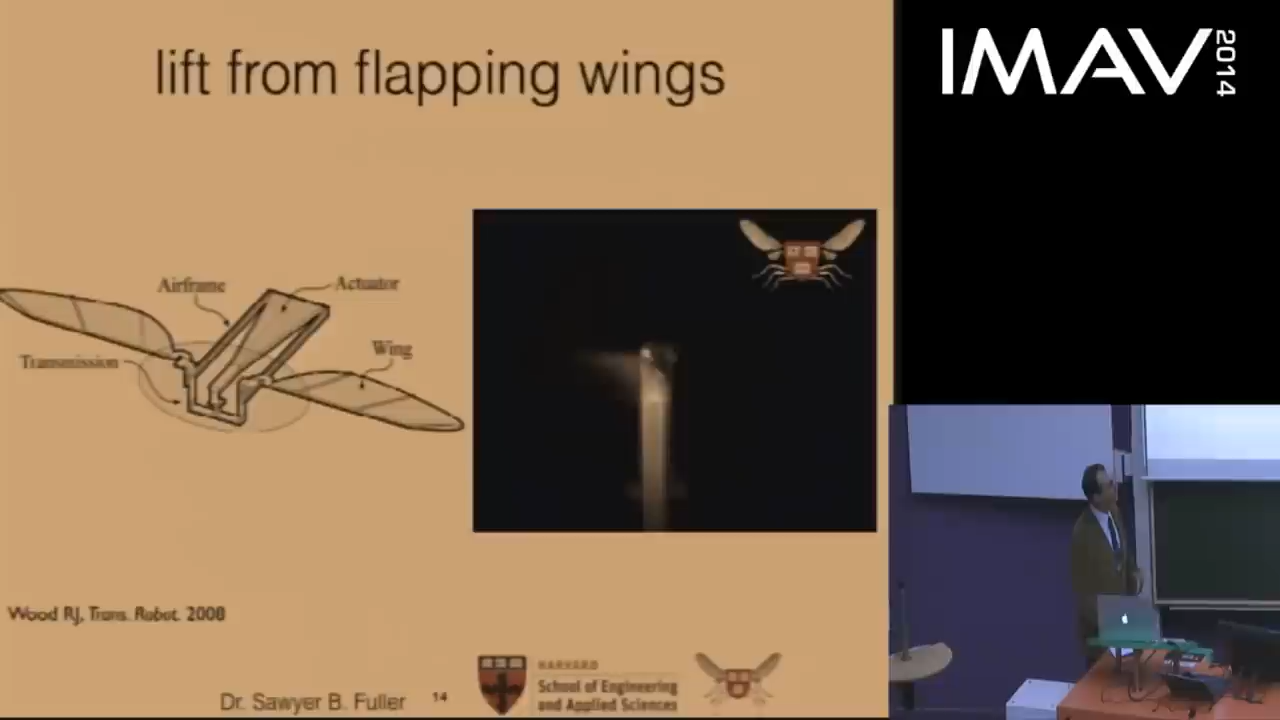 lift from flapping wings
IMAV 2014
Airframe
Actuator
Transmission
Wing
Wood RJ, Trans. Robot. 2008
HARVARD
School of Engineering
and Applied Sciences
Dr. Sawyer B. Fuller 14